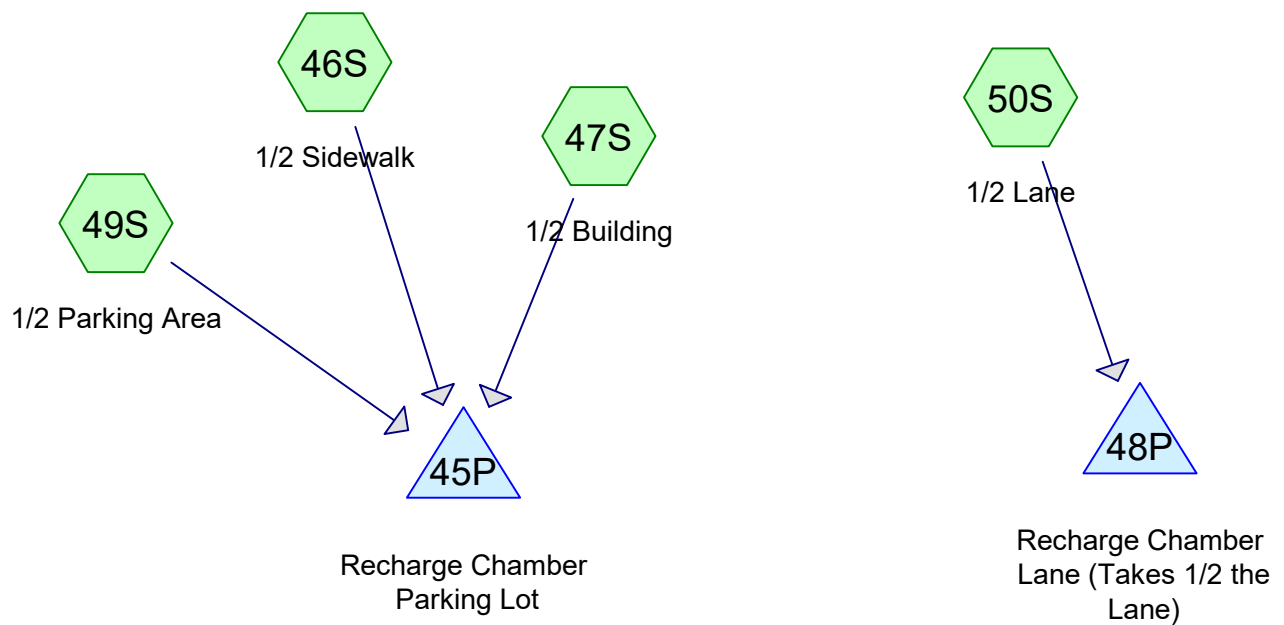 46S
1/2 Sidewalk
47S
1/2 Building
49S
1/2 Parking Area
45P
Recharge Chamber
Parking Lot
50S
1/2 Lane
48P
Recharge Chamber
Lane (Takes 1/2 the
Lane)